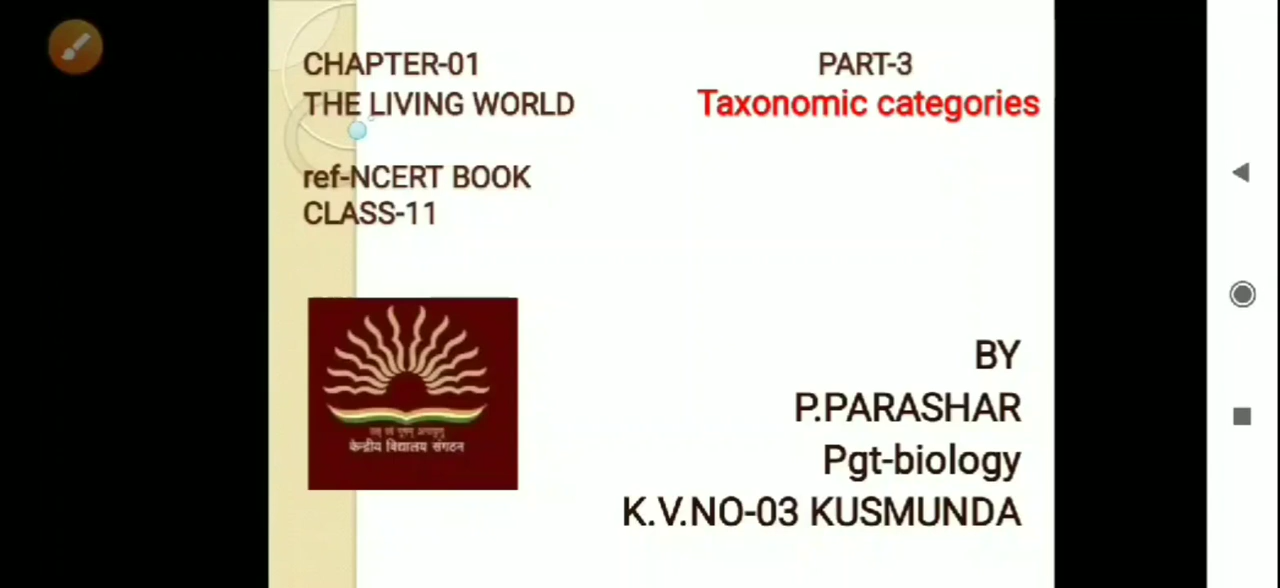 CHAPTER-01
THE LIVING WORLD
PART-3
Taxonomic categories
ref-NCERT BOOK
CLASS-11
केन्द्रीय विद्यालय संगठन
BY
P.PARASHAR
Pgt-biology
K.V.NO-03 KUSMUNDA